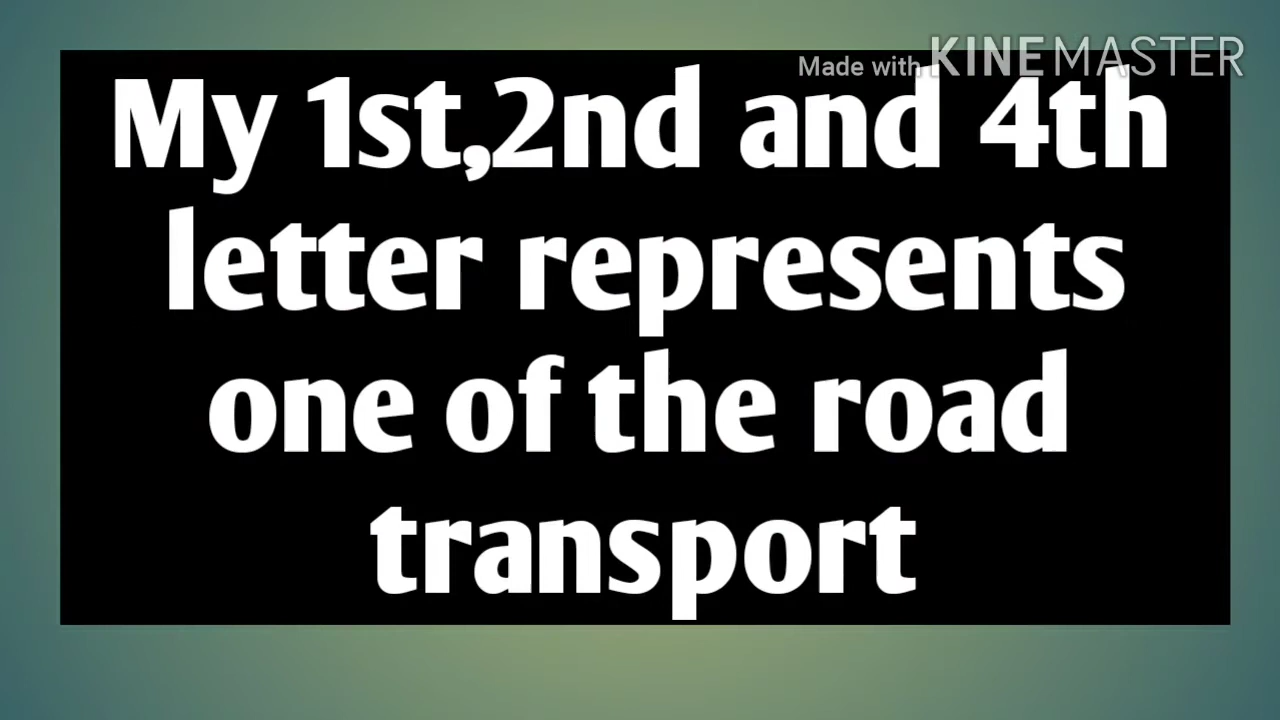 Made with KINEMASTER
My 1st,2nd and 4th
letter represents
one of the road
transport